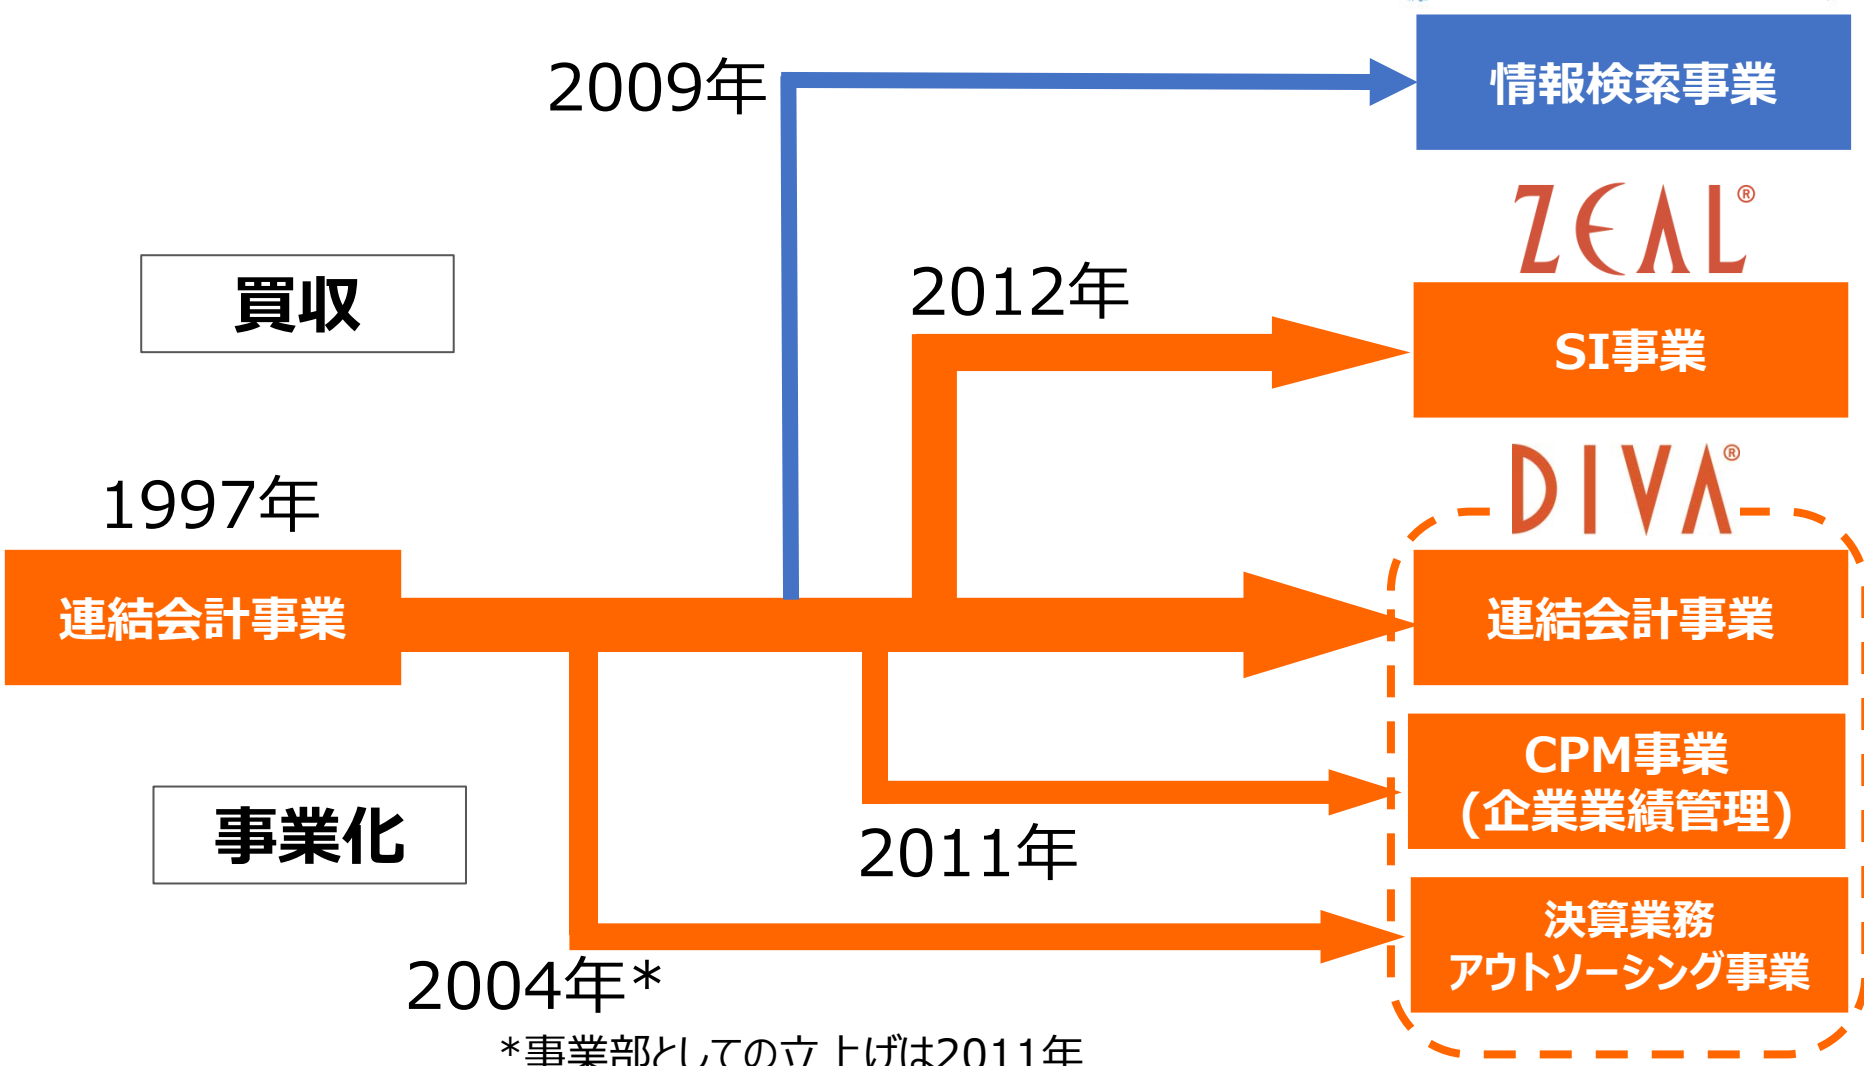 2009年
情報検索事業
ZEAL®
買収
2012年
SI事業
DIVA®
1997年
連結会計事業
連結会計事業
CPM事業
(企業業績管理)
事業化
2011年
決算業務
アウトソーシング事業
2004年*
*事業部としての立上げは2011年